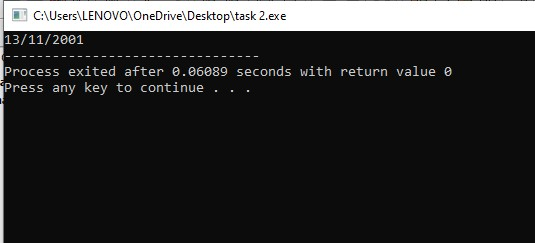 C:\Users\LENOVO\OneDrive\Desktop\task 2.exe
13/11/2001
--------------------------------
Process exited after 0.06089 seconds with return value 0
Press any key to continue . . .